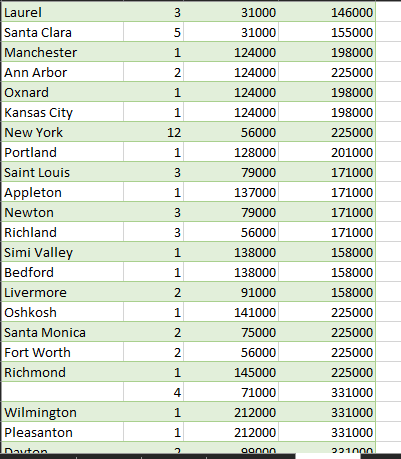 Laurel 3 31000 146000
Santa Clara 5 31000 155000
Manchester 1 124000 198000
Ann Arbor 2 124000 225000
Oxnard 1 124000 198000
Kansas City 1 124000 198000
New York 12 56000 225000
Portland 1 128000 201000
Saint Louis 3 79000 171000
Appleton 1 137000 171000
Newton 3 79000 171000
Richland 3 56000 171000
Simi Valley 1 138000 158000
Bedford 1 138000 158000
Livermore 2 91000 158000
Oshkosh 1 141000 225000
Santa Monica 2 75000 225000
Fort Worth 2 56000 225000
Richmond 1 145000 225000
4 71000 331000
Wilmington 1 212000 331000
Pleasanton 1 212000 331000
Dayton 2 99000 331000